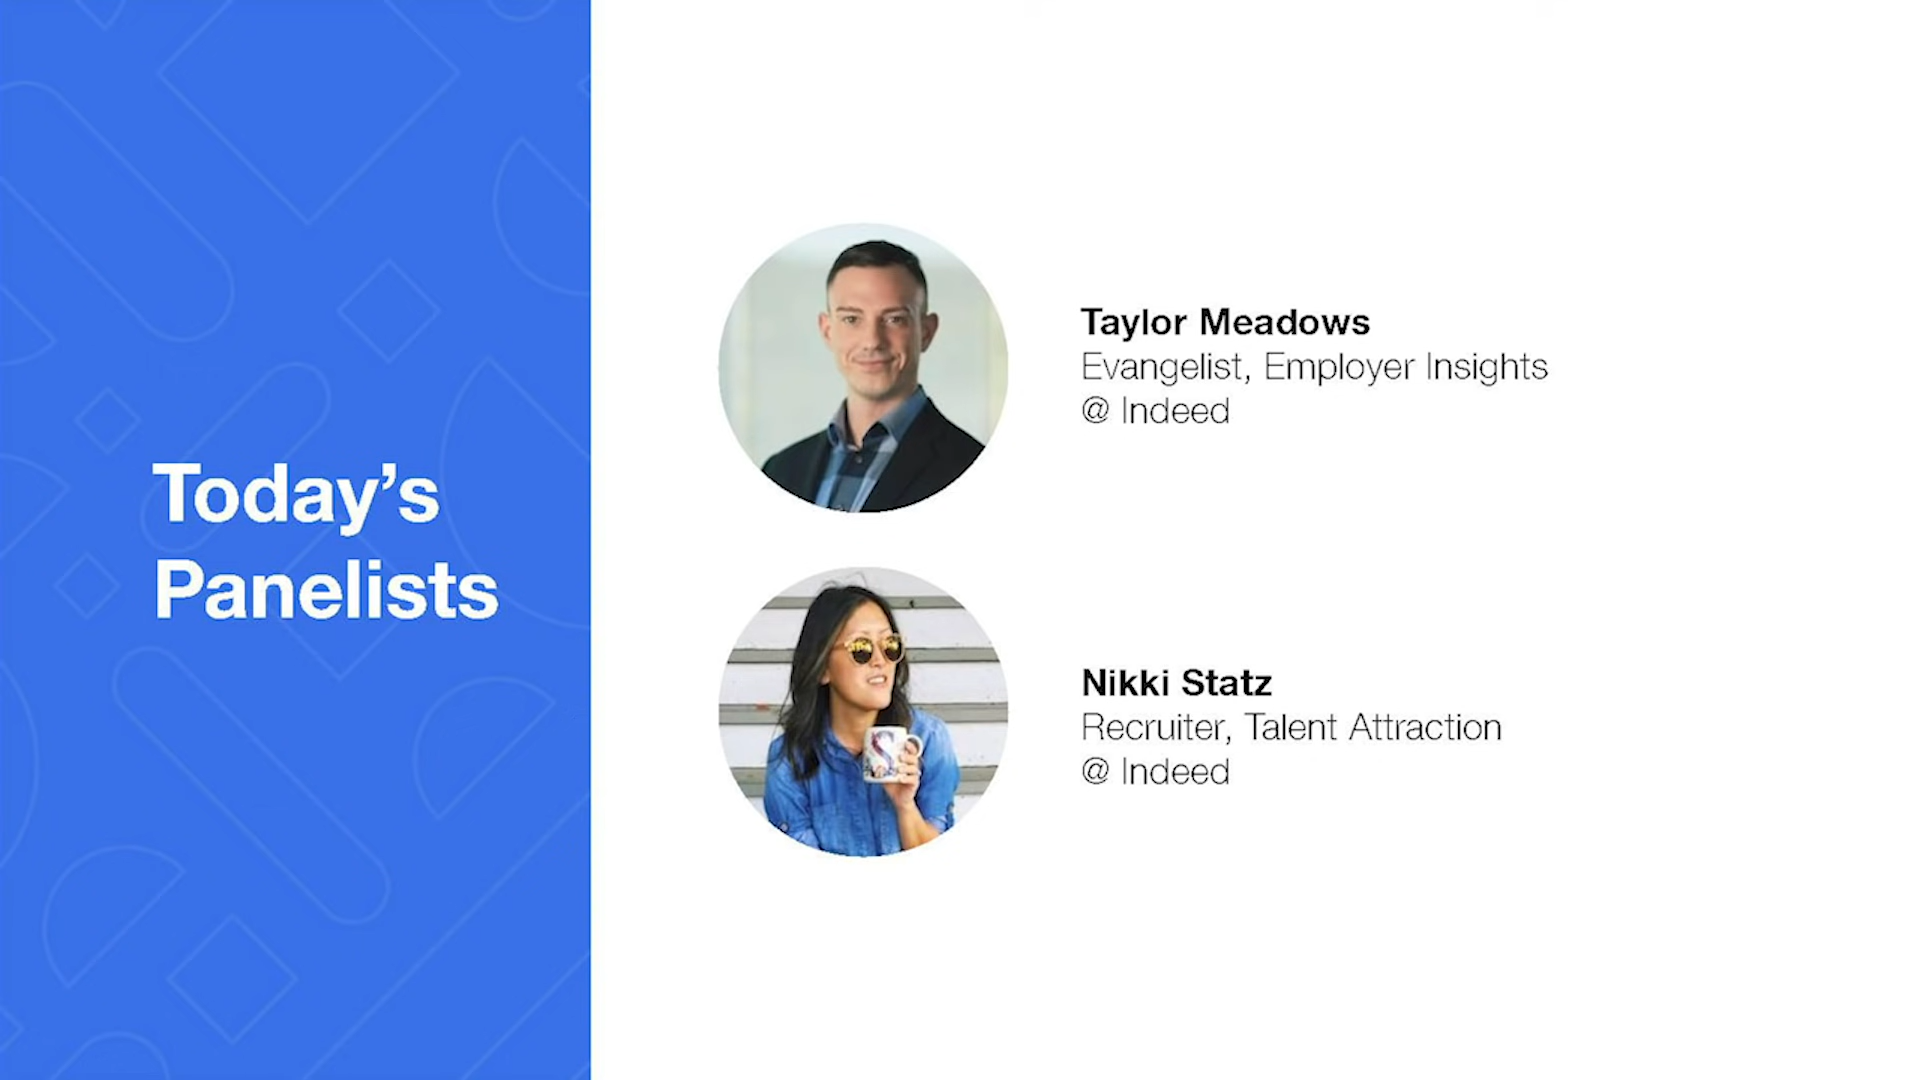 Today's
Panelists
Taylor Meadows
Evangelist, Employer Insights
@ Indeed
Nikki Statz
Recruiter, Talent Attraction
@ Indeed